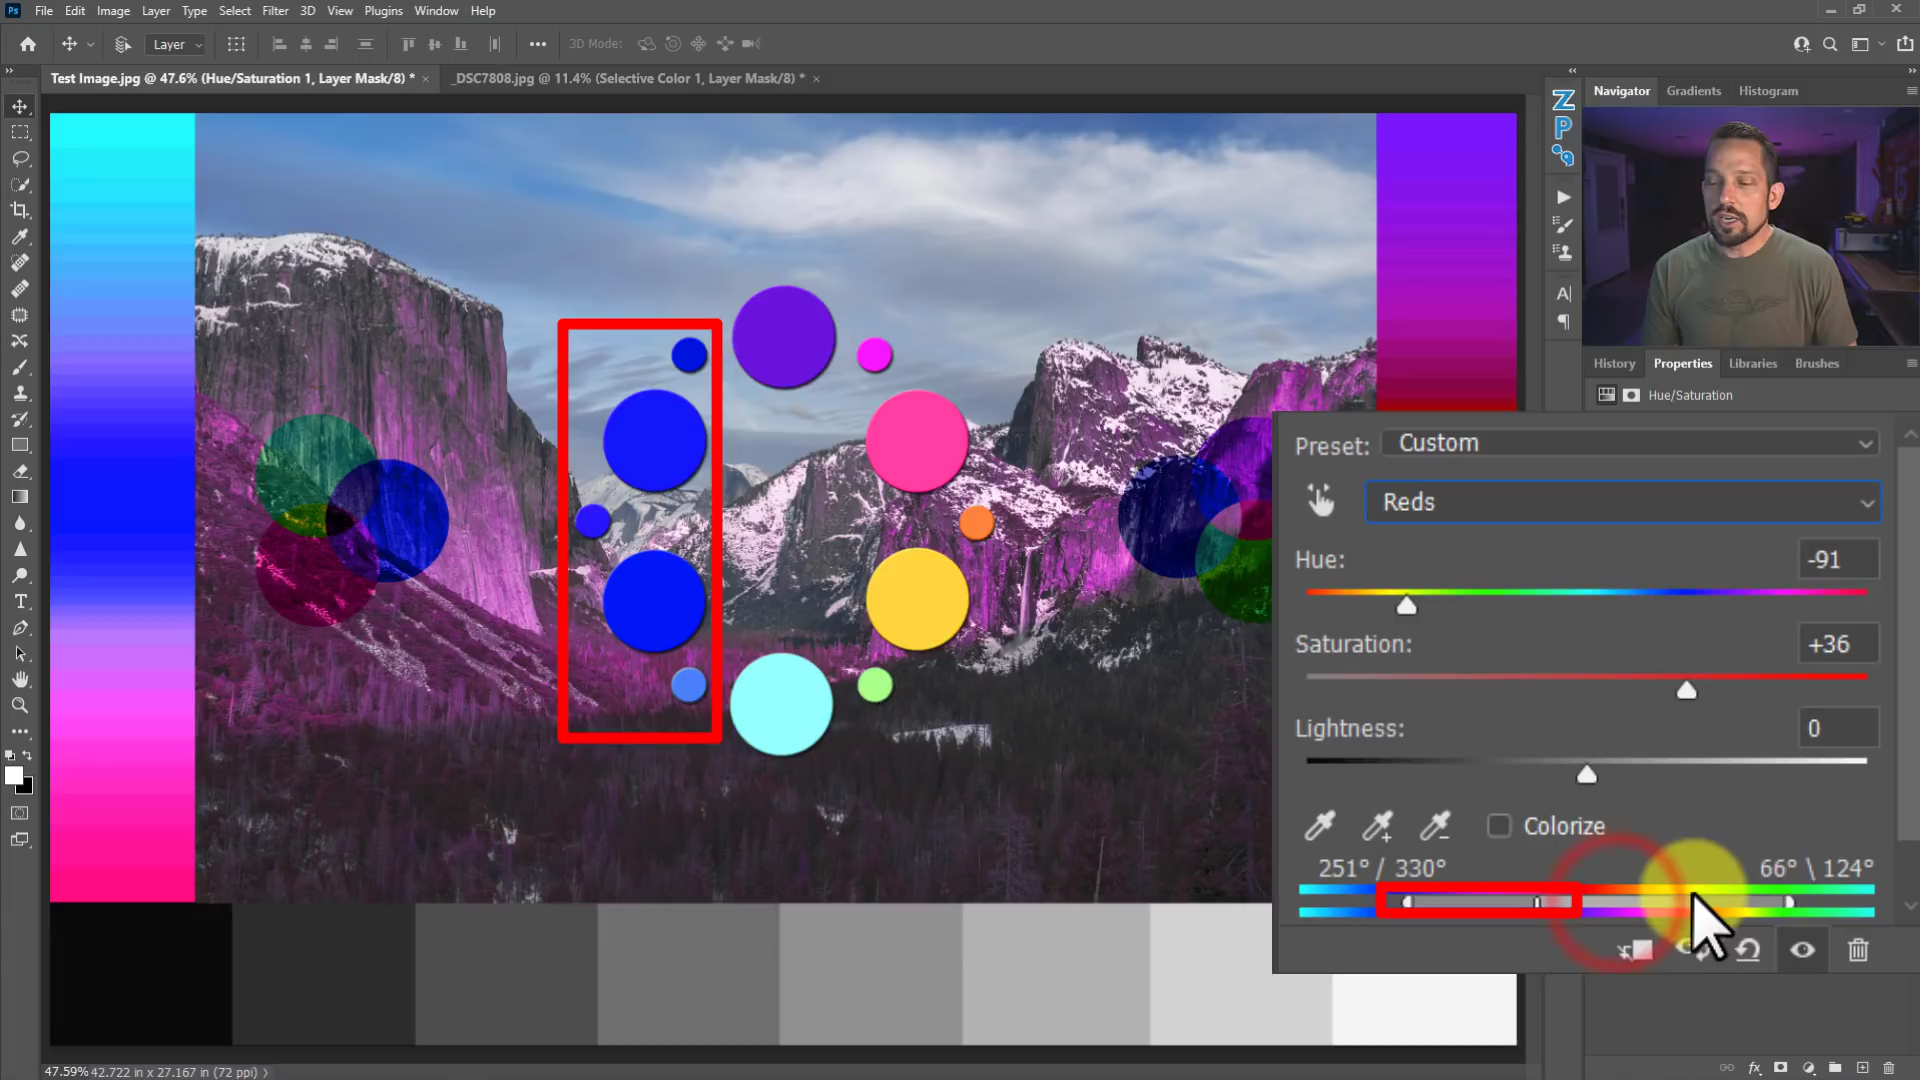 Ps File Edit Image Layer Type Select Filter 3D View Plugins Window Help
Layer 3D Mode:
Test Image.jpg @ 47.6% (Hue/Saturation 1, Layer Mask/8) * × _DSC7808.jpg @ 11.4% (Selective Color 1, Layer Mask/8) * ×
Navigator Gradients Histogram
History Properties Libraries Brushes
Hue/Saturation
Preset: Custom
Reds
Hue: -91
Saturation: +36
Lightness: 0
Colorize
251° / 330° 66° \ 124°
47.59% 42.722 in x 27.167 in (72 ppi)